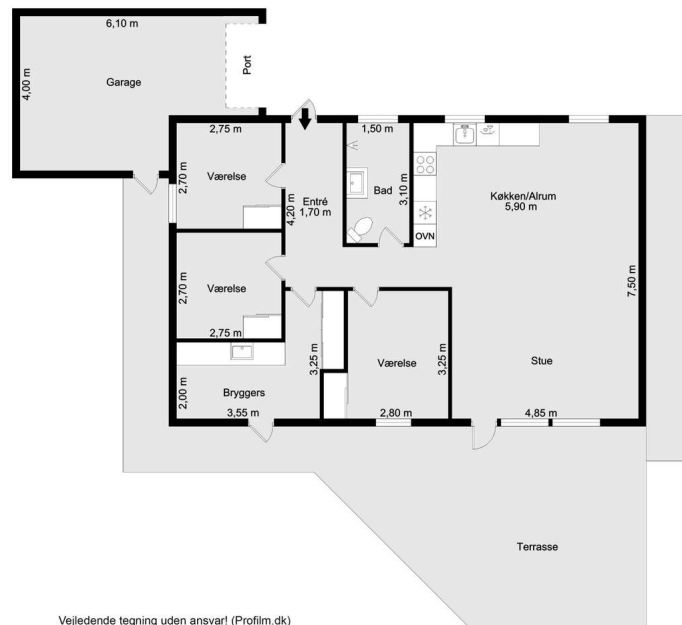 6,10 m
4,00 m
Garage
Port
2,75 m
1,50 m
2,70 m
Værelse
4,20 m
Entré
1,70 m
Bad
3,10 m
Køkken/Alrum
5,90 m
OVN
2,70 m
Værelse
2,75 m
7,50 m
3,25 m
Værelse
3,25 m
Stue
2,00 m
Bryggers
3,55 m
2,80 m
4,85 m
Terrasse
Vejledende tegning uden ansvar! (Profilm.dk)